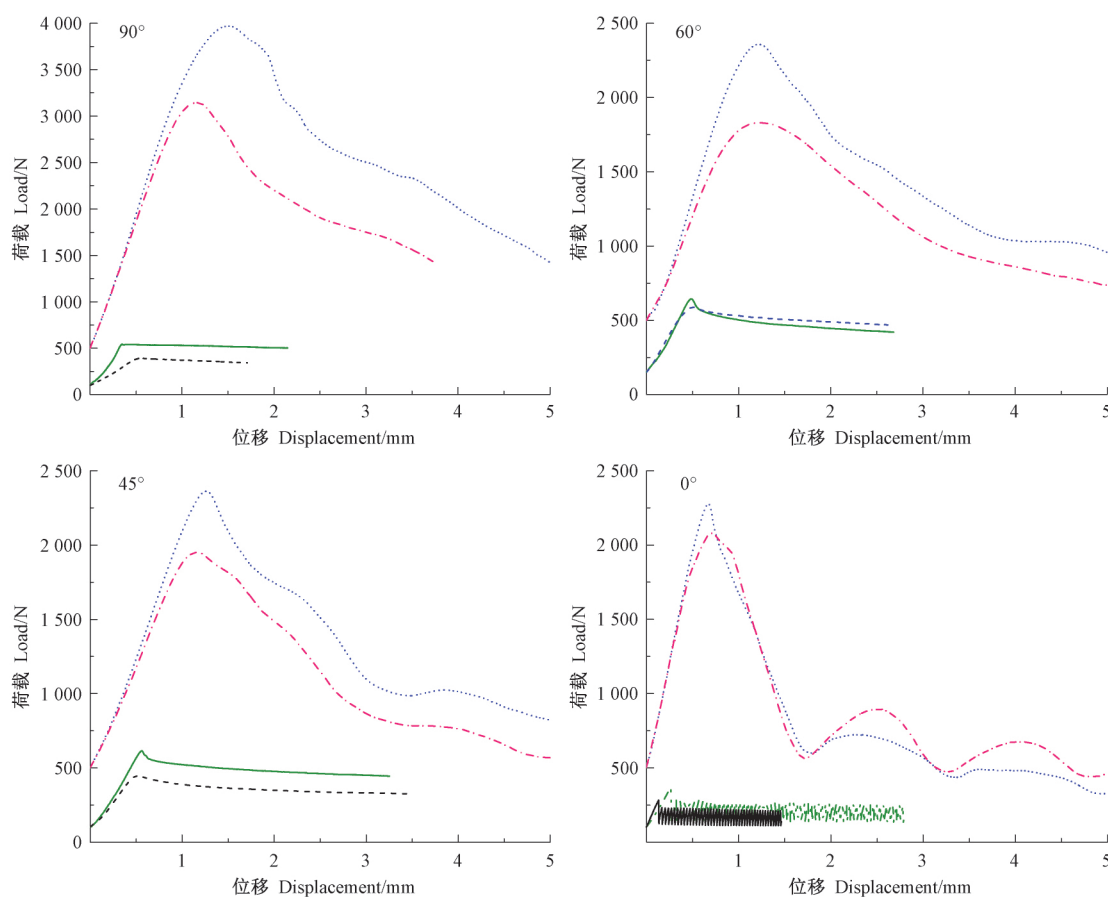 90°
4 000
3 500
3 000
2 500
2 000
1 500
1 000
500
0
荷载 Load/N
1 2 3 4 5
位移 Displacement/mm
60°
2 500
2 000
1 500
1 000
500
0
荷载 Load/N
1 2 3 4 5
位移 Displacement/mm
45°
2 500
2 000
1 500
1 000
500
0
荷载 Load/N
1 2 3 4 5
位移 Displacement/mm
0°
2 500
2 000
1 500
1 000
500
0
荷载 Load/N
1 2 3 4 5
位移 Displacement/mm